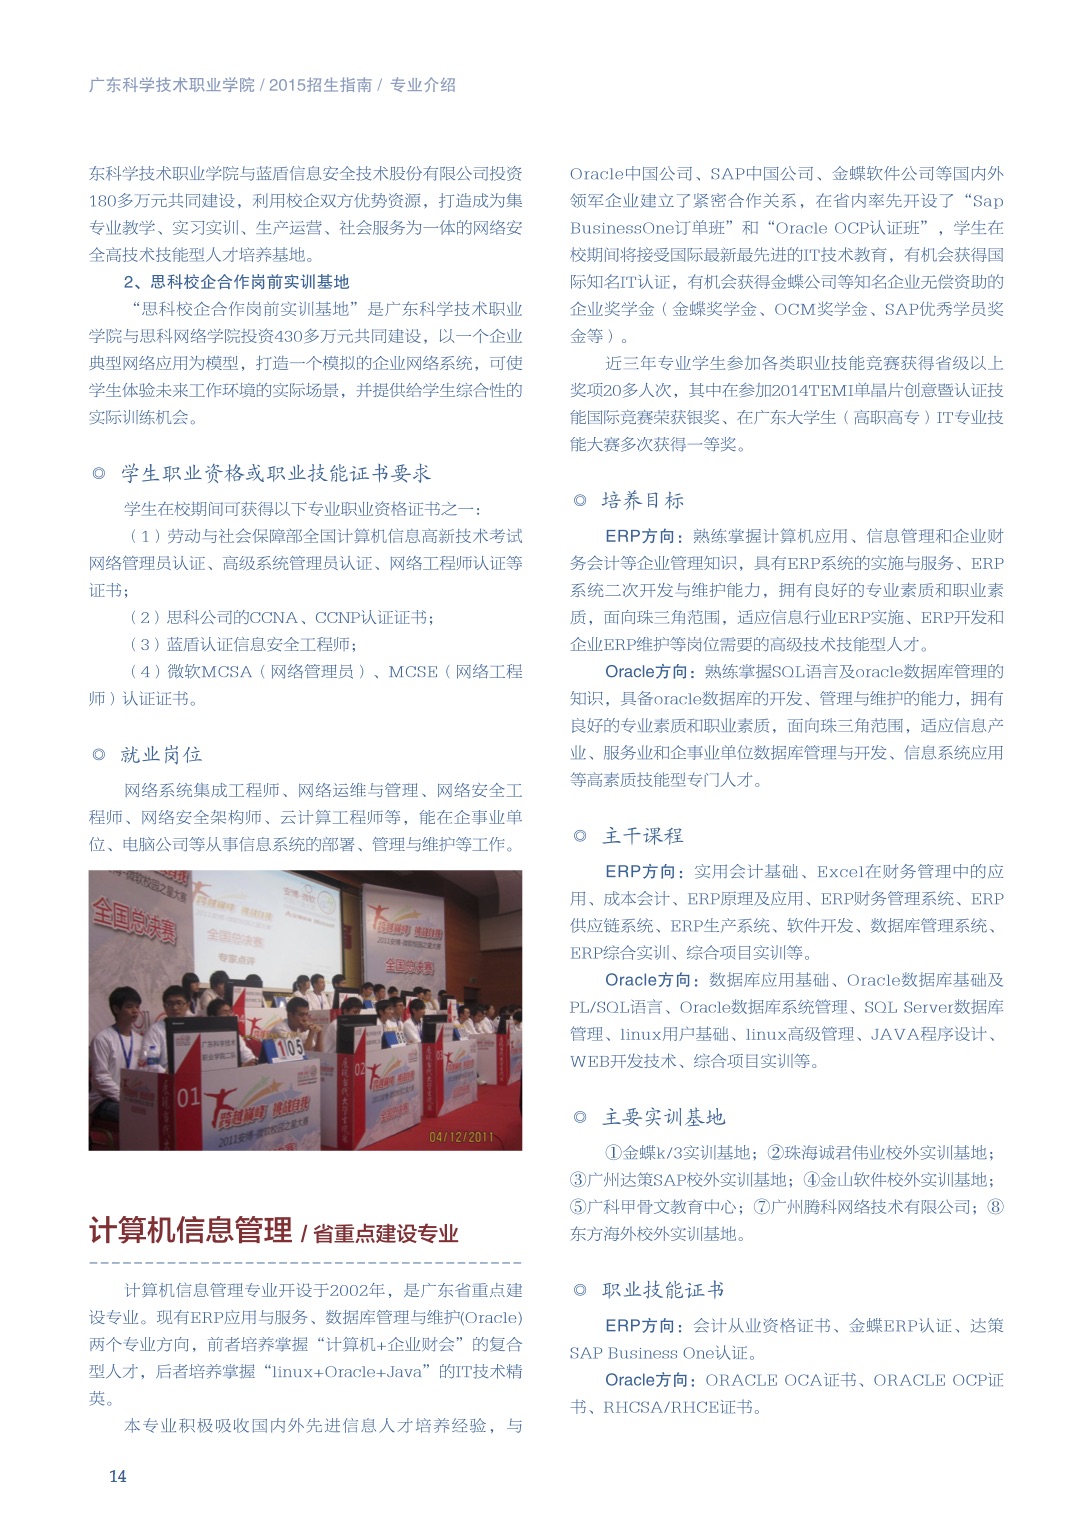 广东科学技术职业学院 / 2015招生指南 / 专业介绍
东科学技术职业学院与蓝盾信息安全技术股份有限公司投资
180多万元共同建设，利用校企双方优势资源，打造成为集
专业教学、实习实训、生产运营、社会服务为一体的网络安
全高技术技能型人才培养基地。
2、思科校企合作岗前实训基地
“思科校企合作岗前实训基地”是广东科学技术职业
学院与思科网络学院投资430多万元共同建设，以一个企业
典型网络应用为模型，打造一个模拟的企业网络系统，可使
学生体验未来工作环境的实际场景，并提供给学生综合性的
实际训练机会。
◎ 学生职业资格或职业技能证书要求
学生在校期间可获得以下专业职业资格证书之一：
（1）劳动与社会保障部全国计算机信息高新技术考试
网络管理员认证、高级系统管理员认证、网络工程师认证等
证书；
（2）思科公司的CCNA、CCNP认证证书；
（3）蓝盾认证信息安全工程师；
（4）微软MCSA（网络管理员）、MCSE（网络工程
师）认证证书。
◎ 就业岗位
网络系统集成工程师、网络运维与管理、网络安全工
程师、网络安全架构师、云计算工程师等，能在企事业单
位、电脑公司等从事信息系统的部署、管理与维护等工作。
全国总决赛
全国总决赛
专家点评
跨越巅峰 挑战自我
2011安博·微软校园之星大赛
全国总决赛
广东科学技术
职业学院二队
105
01
02
03
跨越巅峰 挑战自我
2011安博·微软校园之星大赛
04/12/2011
计算机信息管理 / 省重点建设专业
计算机信息管理专业开设于2002年，是广东省重点建
设专业。现有ERP应用与服务、数据库管理与维护(Oracle)
两个专业方向，前者培养掌握“计算机+企业财会”的复合
型人才，后者培养掌握“linux+Oracle+Java”的IT技术精
英。
本专业积极吸收国内外先进信息人才培养经验，与
Oracle中国公司、SAP中国公司、金蝶软件公司等国内外
领军企业建立了紧密合作关系，在省内率先开设了“Sap
BusinessOne订单班”和“Oracle OCP认证班”，学生在
校期间将接受国际最新最先进的IT技术教育，有机会获得国
际知名IT认证，有机会获得金蝶公司等知名企业无偿资助的
企业奖学金（金蝶奖学金、OCM奖学金、SAP优秀学员奖
金等）。
近三年专业学生参加各类职业技能竞赛获得省级以上
奖项20多人次，其中在参加2014TEMI单晶片创意暨认证技
能国际竞赛荣获银奖、在广东大学生（高职高专）IT专业技
能大赛多次获得一等奖。
◎ 培养目标
ERP方向：熟练掌握计算机应用、信息管理和企业财
务会计等企业管理知识，具有ERP系统的实施与服务、ERP
系统二次开发与维护能力，拥有良好的专业素质和职业素
质，面向珠三角范围，适应信息行业ERP实施、ERP开发和
企业ERP维护等岗位需要的高级技术技能型人才。
Oracle方向：熟练掌握SQL语言及oracle数据库管理的
知识，具备oracle数据库的开发、管理与维护的能力，拥有
良好的专业素质和职业素质，面向珠三角范围，适应信息产
业、服务业和企事业单位数据库管理与开发、信息系统应用
等高素质技能型专门人才。
◎ 主干课程
ERP方向：实用会计基础、Excel在财务管理中的应
用、成本会计、ERP原理及应用、ERP财务管理系统、ERP
供应链系统、ERP生产系统、软件开发、数据库管理系统、
ERP综合实训、综合项目实训等。
Oracle方向：数据库应用基础、Oracle数据库基础及
PL/SQL语言、Oracle数据库系统管理、SQL Server数据库
管理、linux用户基础、linux高级管理、JAVA程序设计、
WEB开发技术、综合项目实训等。
◎ 主要实训基地
①金蝶k/3实训基地；②珠海诚君伟业校外实训基地；
③广州达策SAP校外实训基地；④金山软件校外实训基地；
⑤广科甲骨文教育中心；⑦广州腾科网络技术有限公司；⑧
东方海外校外实训基地。
◎ 职业技能证书
ERP方向：会计从业资格证书、金蝶ERP认证、达策
SAP Business One认证。
Oracle方向：ORACLE OCA证书、ORACLE OCP证
书、RHCSA/RHCE证书。
14